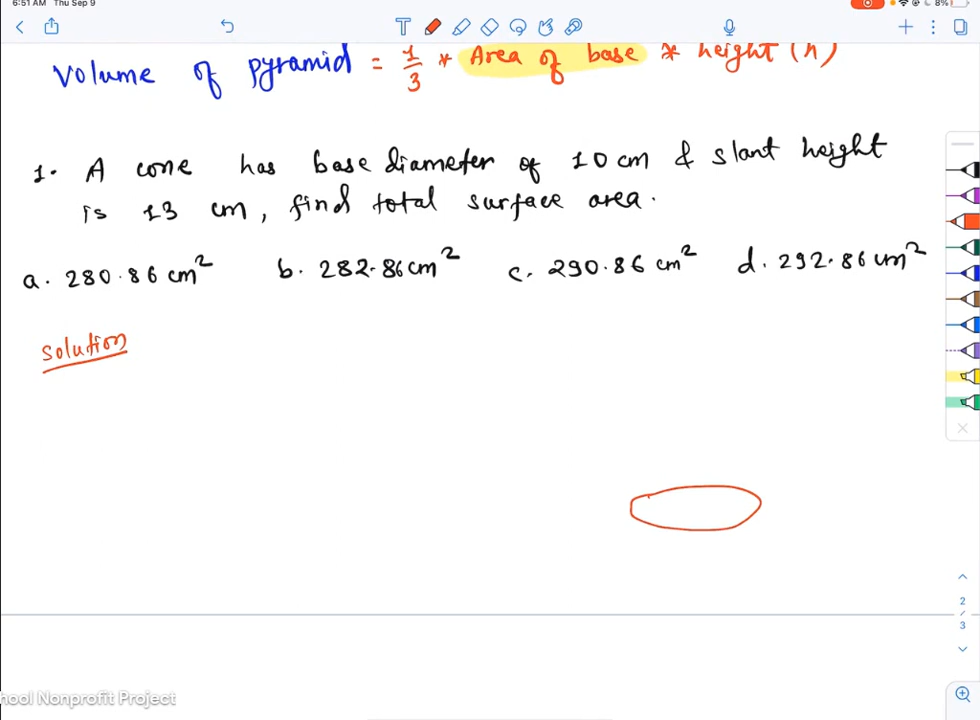 6:51 AM Thu Sep 9
8%
Volume of pyramid = 1/3 * Area of base * height (h)
1. A cone has base diameter of 10 cm & slant height
is 13 cm, find total surface area.
a. 280.86 cm² b. 282.86 cm² c. 290.86 cm² d. 292.86 cm²
solution
2
/
3
hool Nonprofit Project